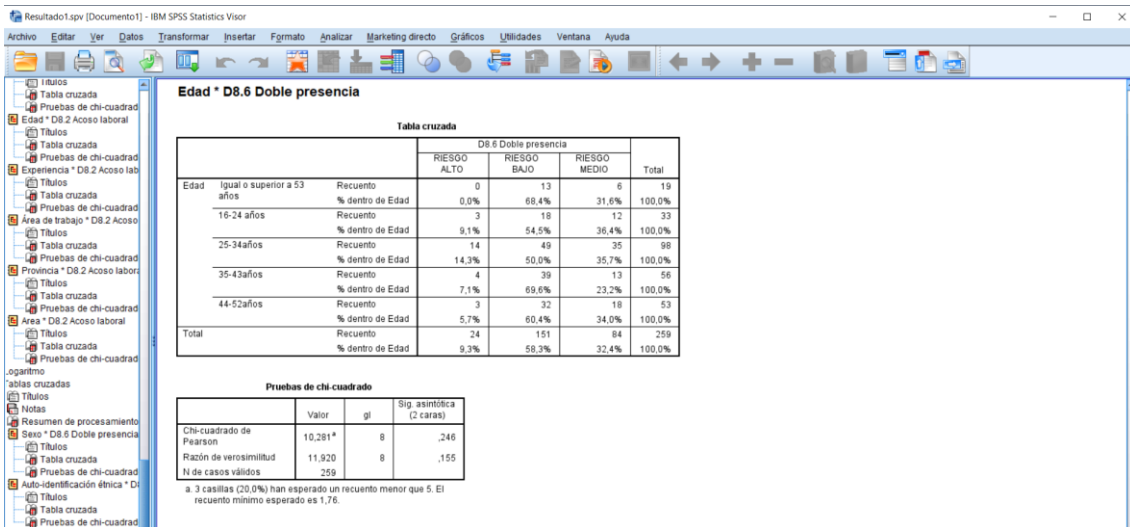 Resultado1.spv [Documento1] - IBM SPSS Statistics Visor
Archivo Editar Ver Datos Transformar Insertar Formato Analizar Marketing directo Gráficos Utilidades Ventana Ayuda
Títulos
Tabla cruzada
Pruebas de chi-cuadrad
Edad * D8.2 Acoso laboral
Títulos
Tabla cruzada
Pruebas de chi-cuadrad
Experiencia * D8.2 Acoso lab
Títulos
Tabla cruzada
Pruebas de chi-cuadrad
Área de trabajo * D8.2 Acoso
Títulos
Tabla cruzada
Pruebas de chi-cuadrad
Provincia * D8.2 Acoso labora
Títulos
Tabla cruzada
Pruebas de chi-cuadrad
Area * D8.2 Acoso laboral
Títulos
Tabla cruzada
Pruebas de chi-cuadrad
ogaritmo
ablas cruzadas
Títulos
Notas
Resumen de procesamiento
Sexo * D8.6 Doble presencia
Títulos
Tabla cruzada
Pruebas de chi-cuadrad
Auto-identificación étnica * D8
Títulos
Tabla cruzada
Pruebas de chi-cuadrad
Edad * D8.6 Doble presencia
Tabla cruzada
D8.6 Doble presencia
RIESGO ALTO RIESGO BAJO RIESGO MEDIO Total
Edad Igual o superior a 53 años Recuento 0 13 6 19
% dentro de Edad 0,0% 68,4% 31,6% 100,0%
16-24 años Recuento 3 18 12 33
% dentro de Edad 9,1% 54,5% 36,4% 100,0%
25-34años Recuento 14 49 35 98
% dentro de Edad 14,3% 50,0% 35,7% 100,0%
35-43años Recuento 4 39 13 56
% dentro de Edad 7,1% 69,6% 23,2% 100,0%
44-52años Recuento 3 32 18 53
% dentro de Edad 5,7% 60,4% 34,0% 100,0%
Total Recuento 24 151 84 259
% dentro de Edad 9,3% 58,3% 32,4% 100,0%
Pruebas de chi-cuadrado
Valor gl Sig. asintótica (2 caras)
Chi-cuadrado de Pearson 10,281a 8 ,246
Razón de verosimilitud 11,920 8 ,155
N de casos válidos 259
a. 3 casillas (20,0%) han esperado un recuento menor que 5. El
recuento mínimo esperado es 1,76.